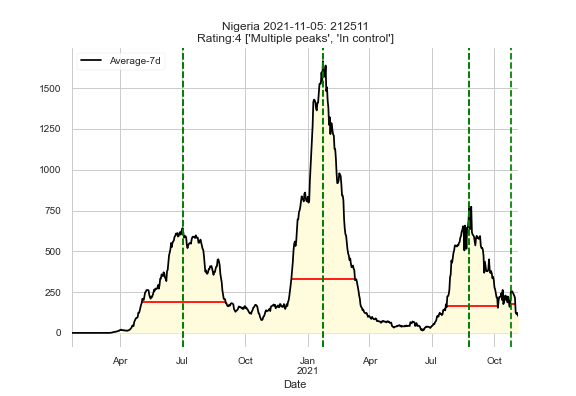 Nigeria 2021-11-05: 212511
Rating:4 ['Multiple peaks', 'In control']
Average-7d
1500
1250
1000
750
500
250
0
Apr
Jul
Oct
Jan
2021
Apr
Jul
Oct
Date